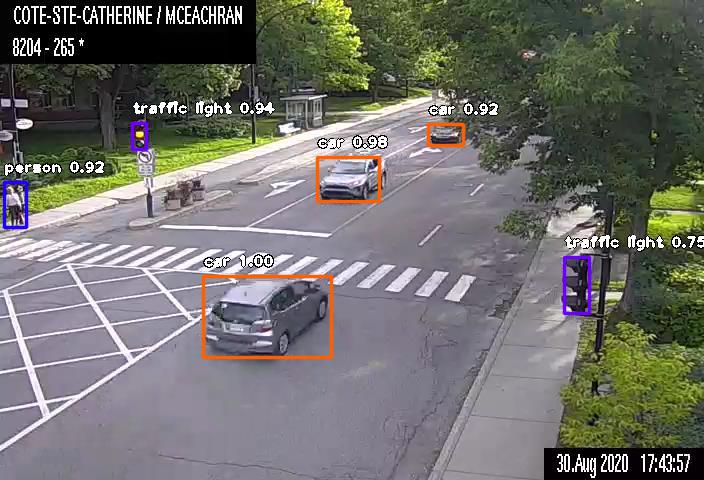 COTE-STE-CATHERINE / MCEACHRAN
8204 - 265 *
traffic light 0.94
car 0.92
car 0.98
person 0.92
traffic light 0.75
car 1.00
30.Aug 2020 17:43:57